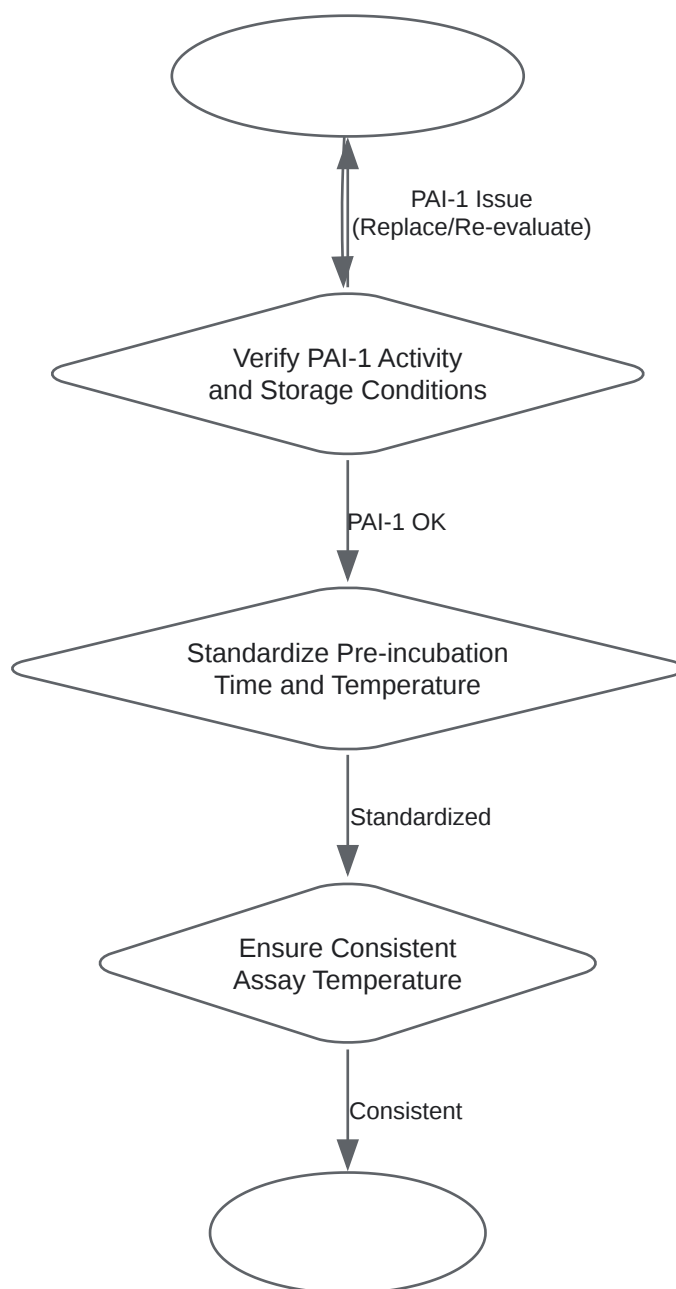 PAI-1 Issue
(Replace/Re-evaluate)
Verify PAI-1 Activity
and Storage Conditions
PAI-1 OK
Standardize Pre-incubation
Time and Temperature
Standardized
Ensure Consistent
Assay Temperature
Consistent